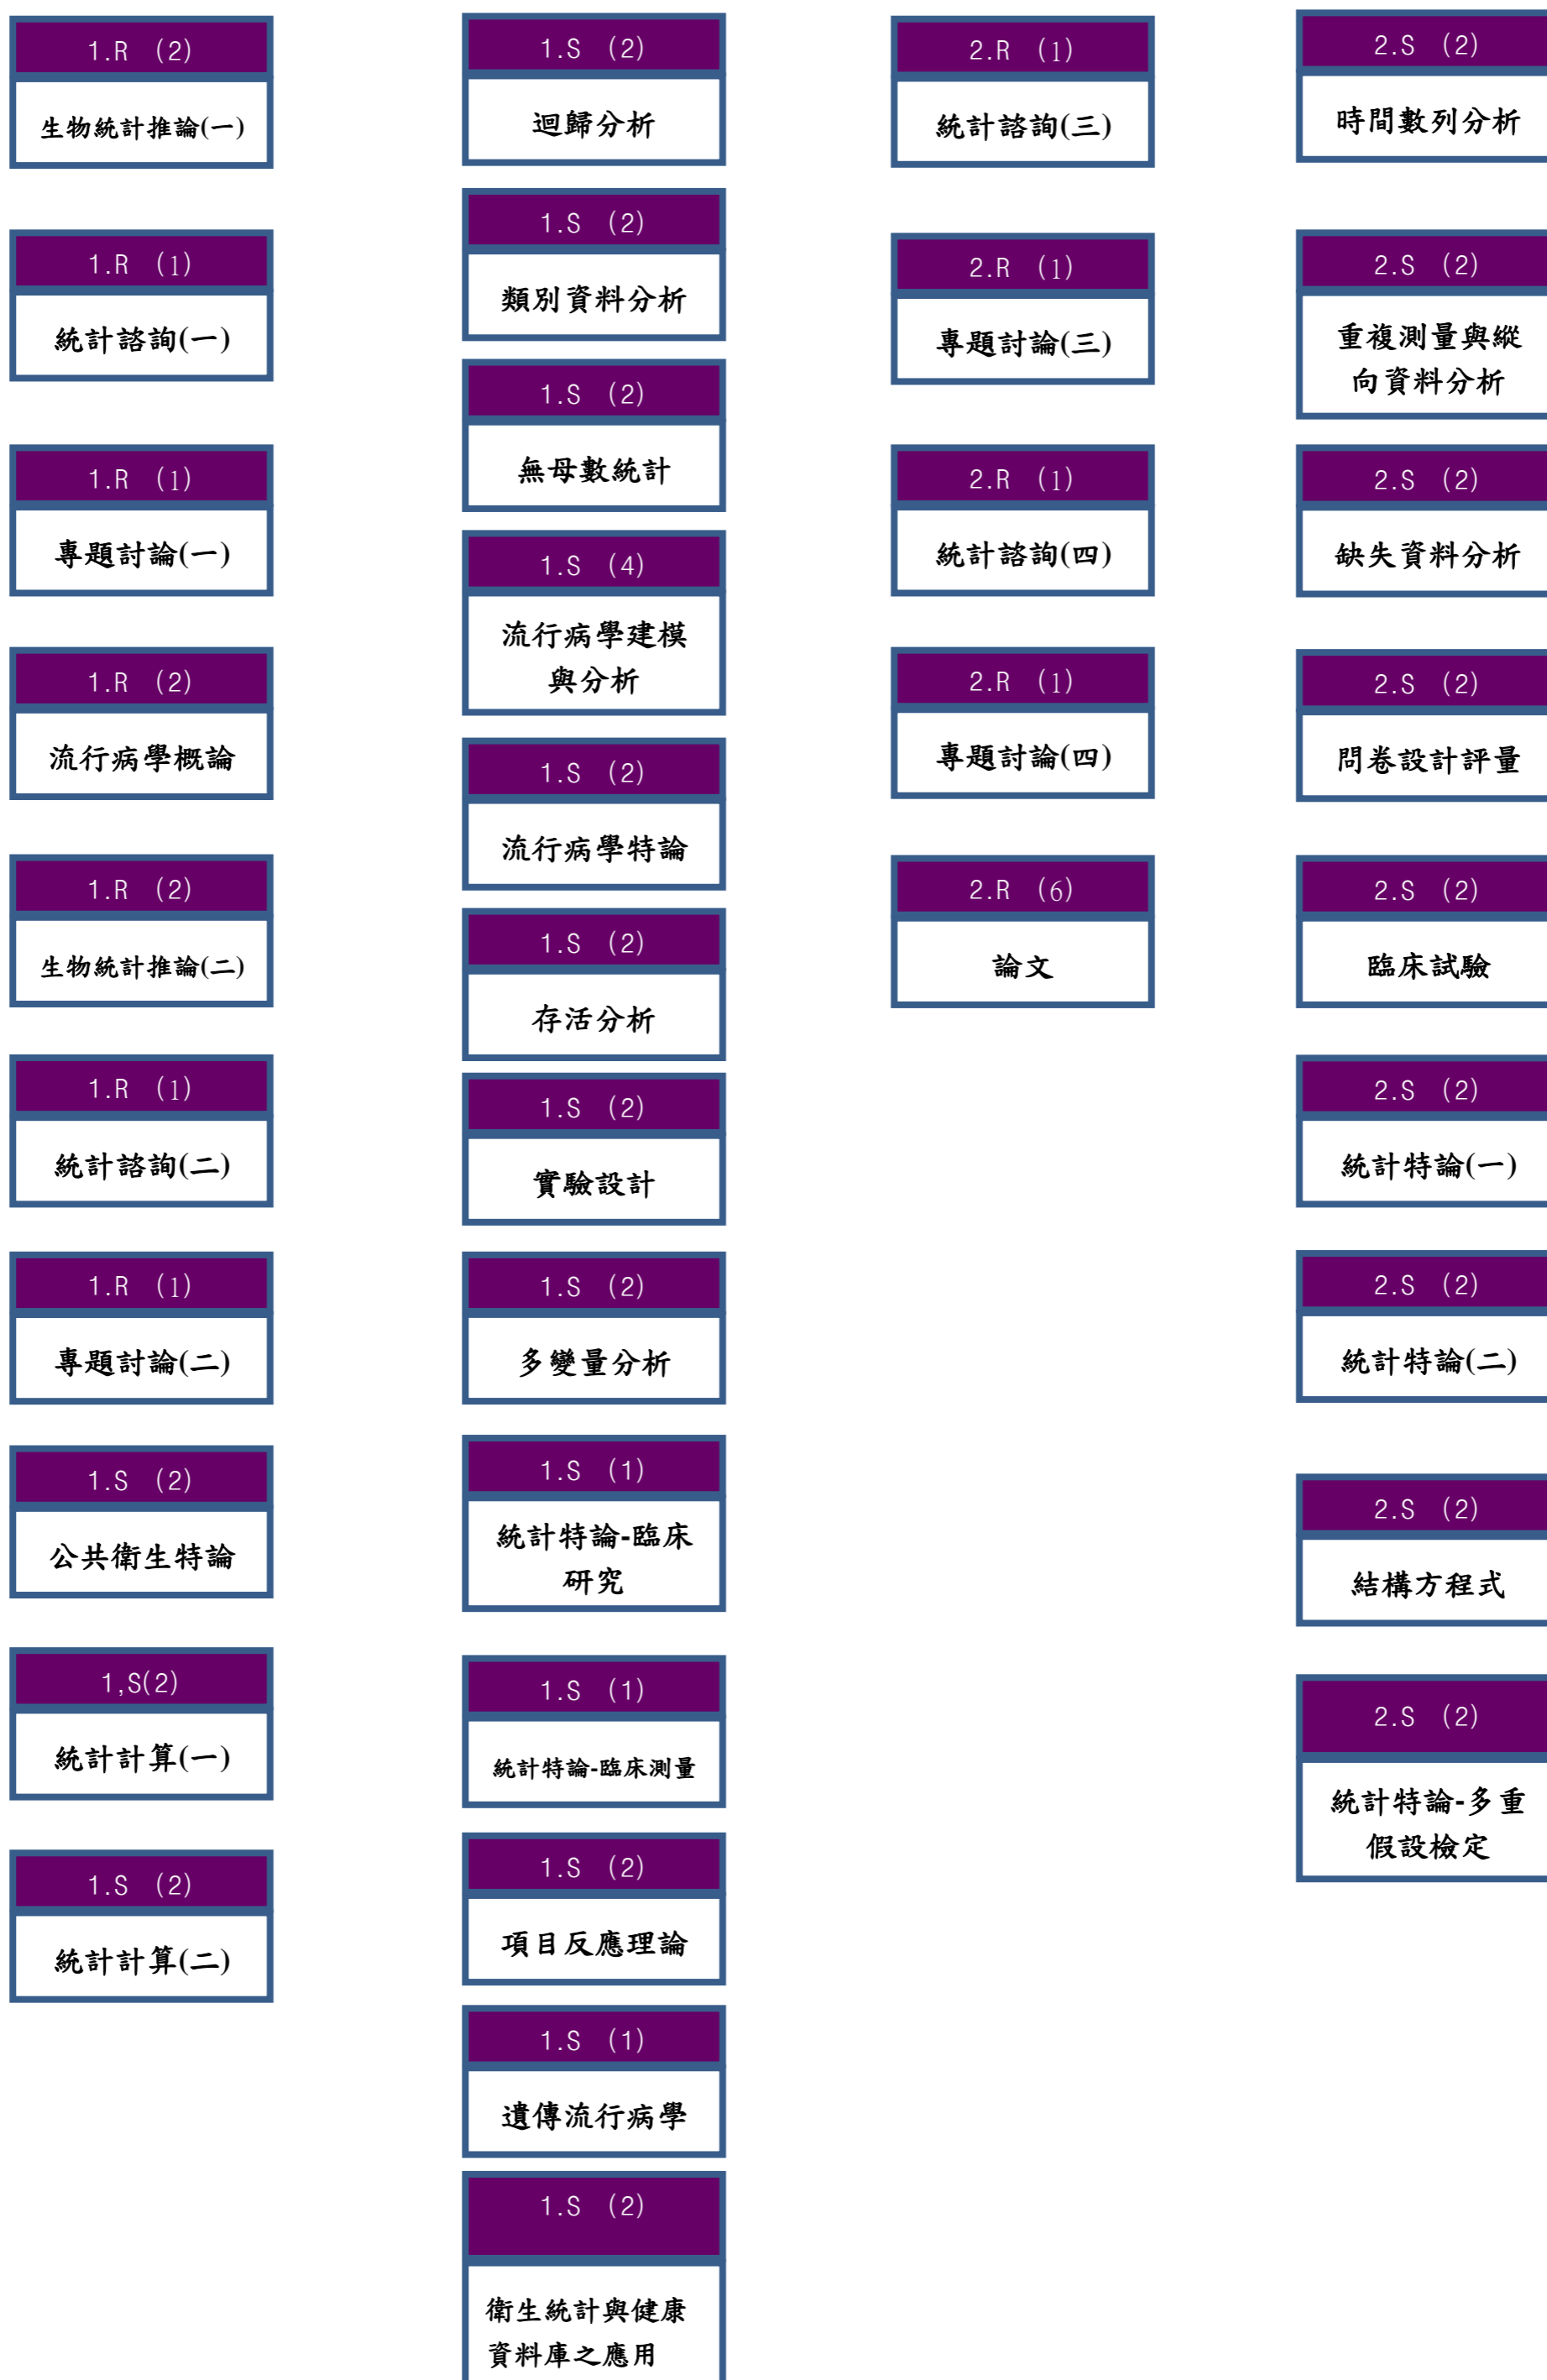 1.R (2)
生物統計推論(一)
1.R (1)
統計諮詢(一)
1.R (1)
專題討論(一)
1.R (2)
流行病學概論
1.R (2)
生物統計推論(二)
1.R (1)
統計諮詢(二)
1.R (1)
專題討論(二)
1.S (2)
公共衛生特論
1,S(2)
統計計算(一)
1.S (2)
統計計算(二)
1.S (2)
迴歸分析
1.S (2)
類別資料分析
1.S (2)
無母數統計
1.S (4)
流行病學建模
與分析
1.S (2)
流行病學特論
1.S (2)
存活分析
1.S (2)
實驗設計
1.S (2)
多變量分析
1.S (1)
統計特論-臨床
研究
1.S (1)
統計特論-臨床測量
1.S (2)
項目反應理論
1.S (1)
遺傳流行病學
1.S (2)
衛生統計與健康
資料庫之應用
2.R (1)
統計諮詢(三)
2.R (1)
專題討論(三)
2.R (1)
統計諮詢(四)
2.R (1)
專題討論(四)
2.R (6)
論文
2.S (2)
時間數列分析
2.S (2)
重複測量與縱
向資料分析
2.S (2)
缺失資料分析
2.S (2)
問卷設計評量
2.S (2)
臨床試驗
2.S (2)
統計特論(一)
2.S (2)
統計特論(二)
2.S (2)
結構方程式
2.S (2)
統計特論-多重
假設檢定